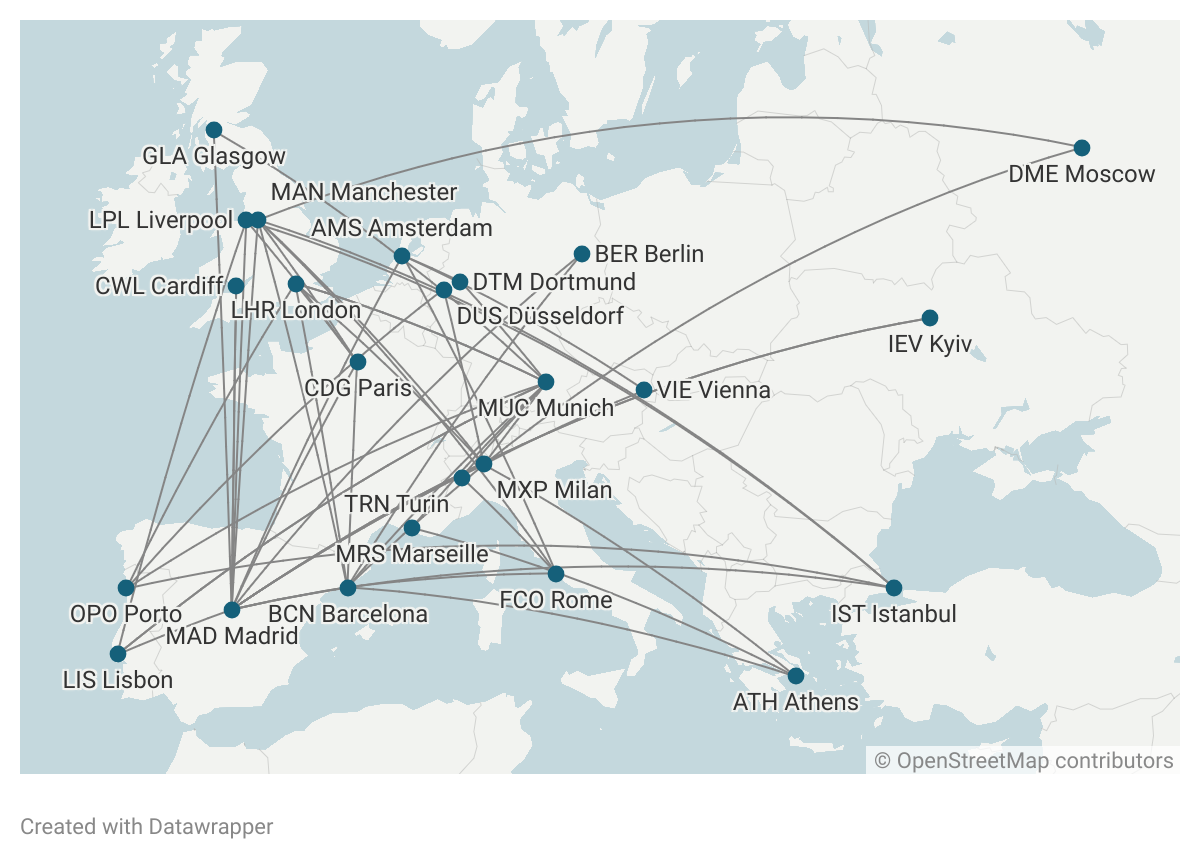 GLA Glasgow
DME Moscow
MAN Manchester
LPL Liverpool
AMS Amsterdam
BER Berlin
CWL Cardiff
DTM Dortmund
LHR London
DUS Düsseldorf
IEV Kyiv
CDG Paris
VIE Vienna
MUC Munich
MXP Milan
TRN Turin
MRS Marseille
FCO Rome
OPO Porto
BCN Barcelona
IST Istanbul
MAD Madrid
LIS Lisbon
ATH Athens
© OpenStreetMap contributors
Created with Datawrapper